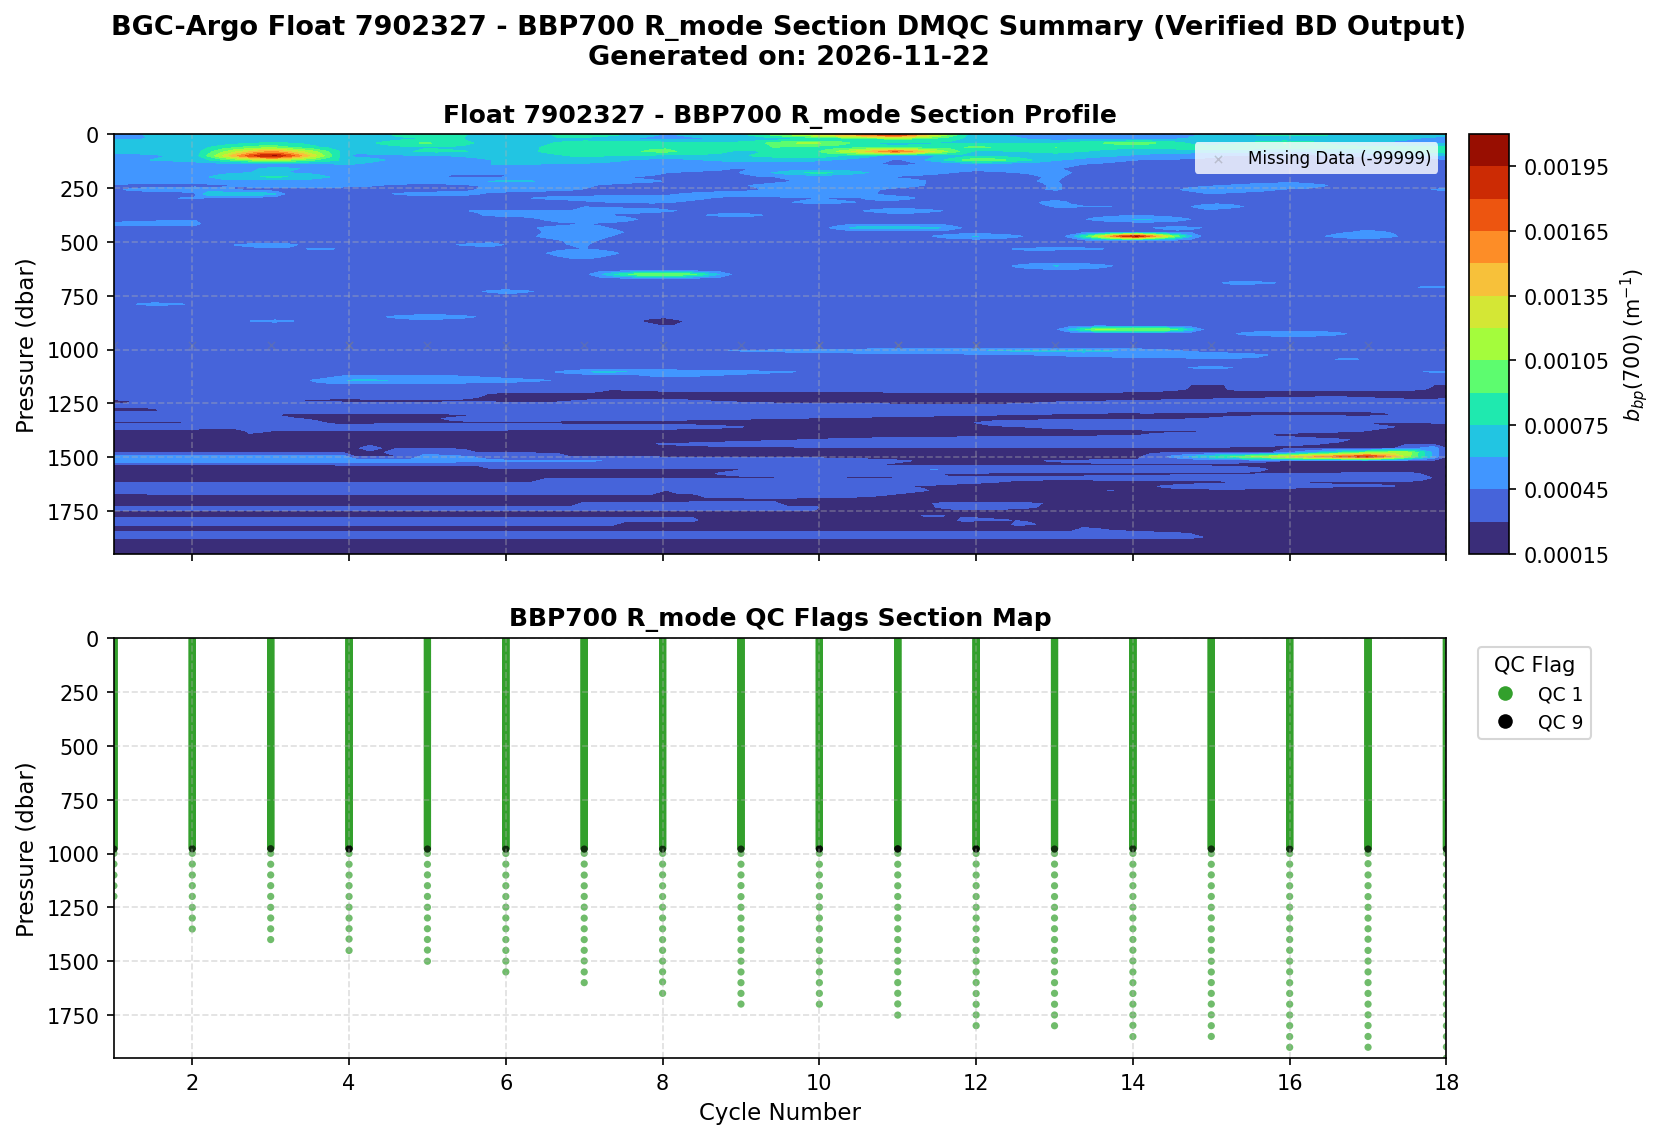 BGC-Argo Float 7902327 - BBP700 R_mode Section DMQC Summary (Verified BD Output)
Generated on: 2026-11-22
Float 7902327 - BBP700 R_mode Section Profile
Pressure (dbar)
0
250
500
750
1000
1250
1500
1750
Missing Data (-99999)
0.00195
0.00165
0.00135
0.00105
0.00075
0.00045
0.00015
b_bp(700) (m⁻¹)
BBP700 R_mode QC Flags Section Map
Pressure (dbar)
0
250
500
750
1000
1250
1500
1750
2 4 6 8 10 12 14 16 18
Cycle Number
QC Flag
QC 1
QC 9